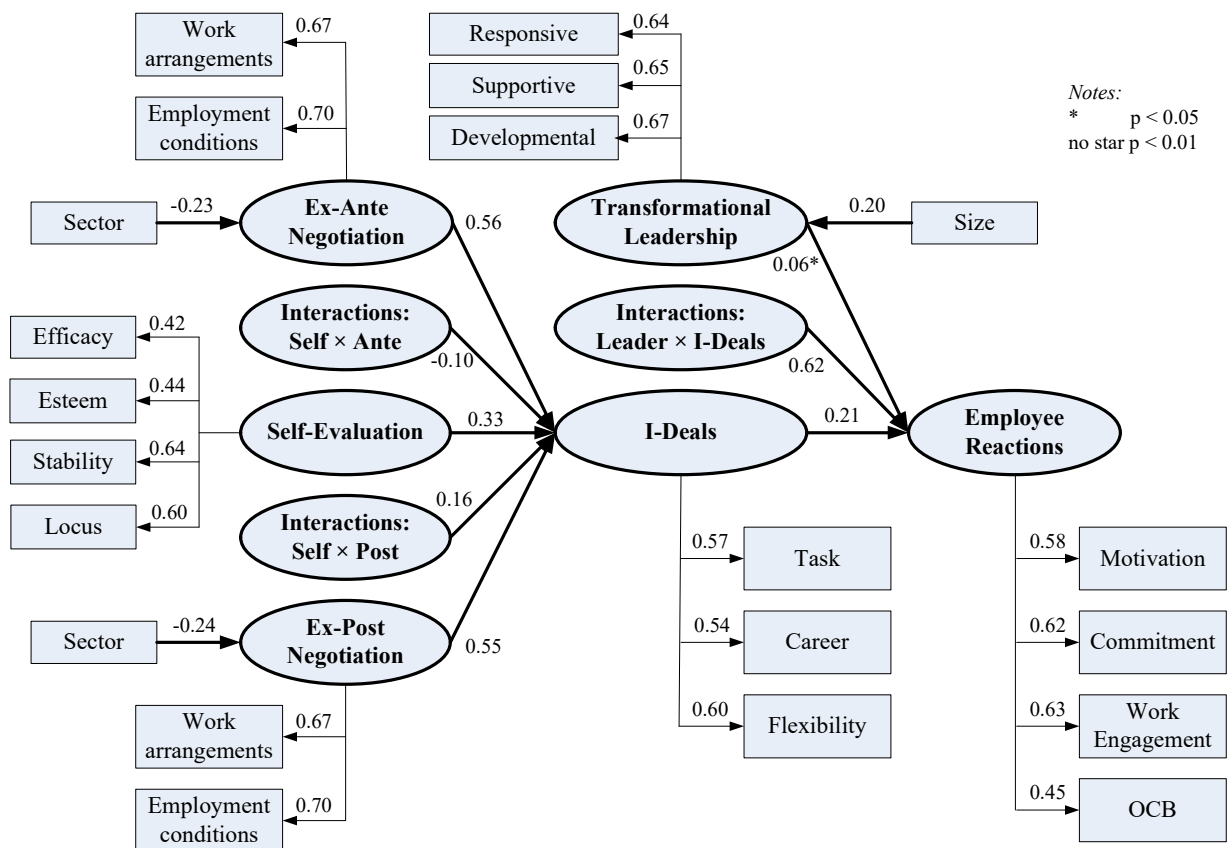 Work
arrangements
0.67
Employment
conditions
0.70
Responsive
0.64
Supportive
0.65
Developmental
0.67
Notes:
* p < 0.05
no star p < 0.01
Sector
-0.23
Ex-Ante
Negotiation
0.56
Transformational
Leadership
0.20
Size
0.06*
Interactions:
Self × Ante
-0.10
Interactions:
Leader × I-Deals
0.62
Efficacy
0.42
Esteem
0.44
Stability
0.64
Locus
0.60
Self-Evaluation
0.33
I-Deals
0.21
Employee
Reactions
Interactions:
Self × Post
0.16
Sector
-0.24
Ex-Post
Negotiation
0.55
Work
arrangements
0.67
Employment
conditions
0.70
0.57
Task
0.54
Career
0.60
Flexibility
0.58
Motivation
0.62
Commitment
0.63
Work
Engagement
0.45
OCB